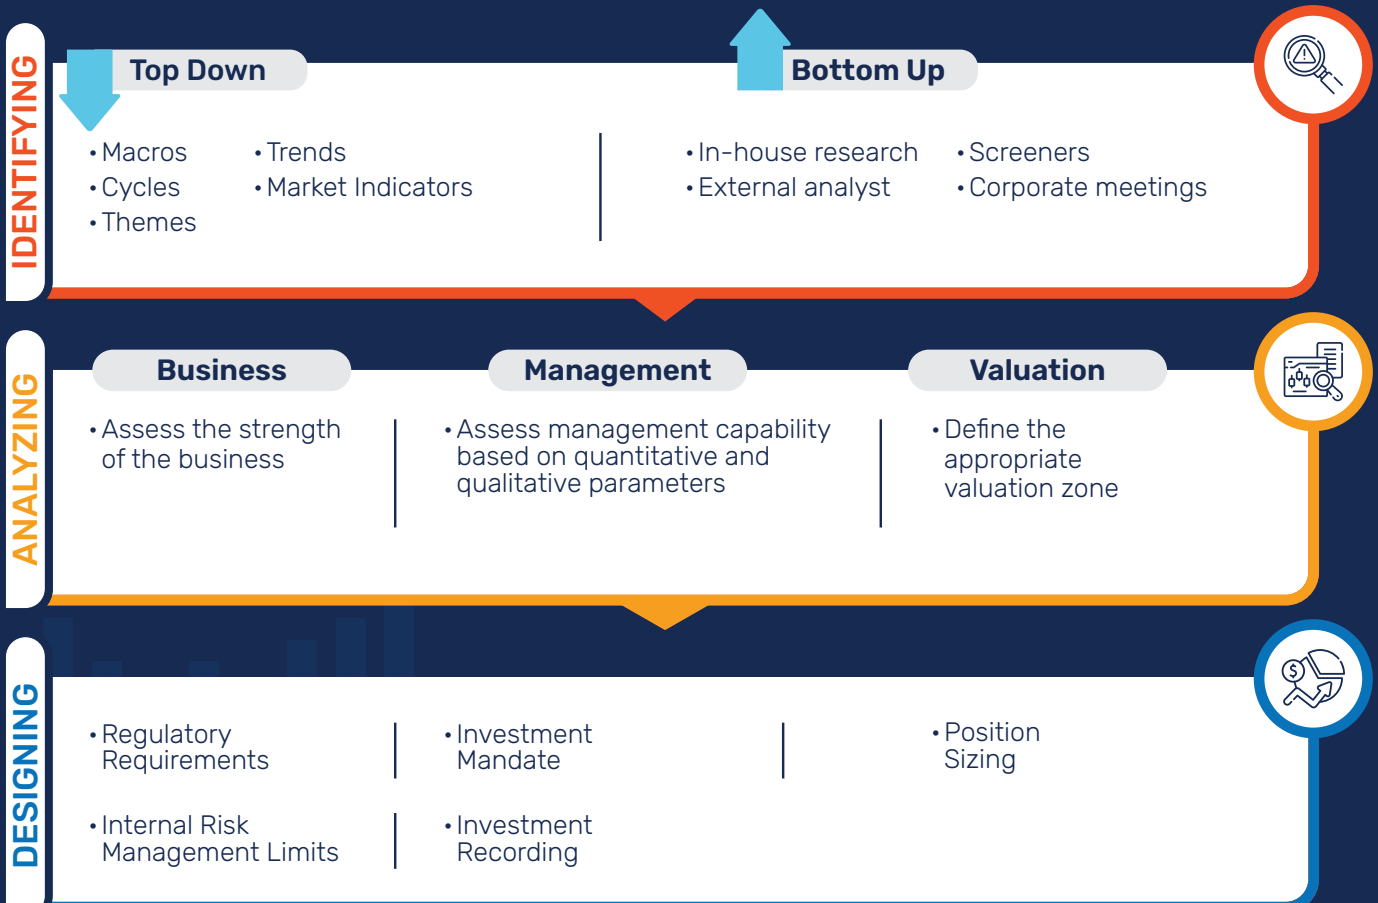 IDENTIFYING
Top Down
• Macros
• Cycles
• Themes
• Trends
• Market Indicators
Bottom Up
• In-house research
• External analyst
• Screeners
• Corporate meetings
ANALYZING
Business
• Assess the strength
of the business
Management
• Assess management capability
based on quantitative and
qualitative parameters
Valuation
• Define the
appropriate
valuation zone
DESIGNING
• Regulatory
Requirements
• Internal Risk
Management Limits
• Investment
Mandate
• Investment
Recording
• Position
Sizing
$